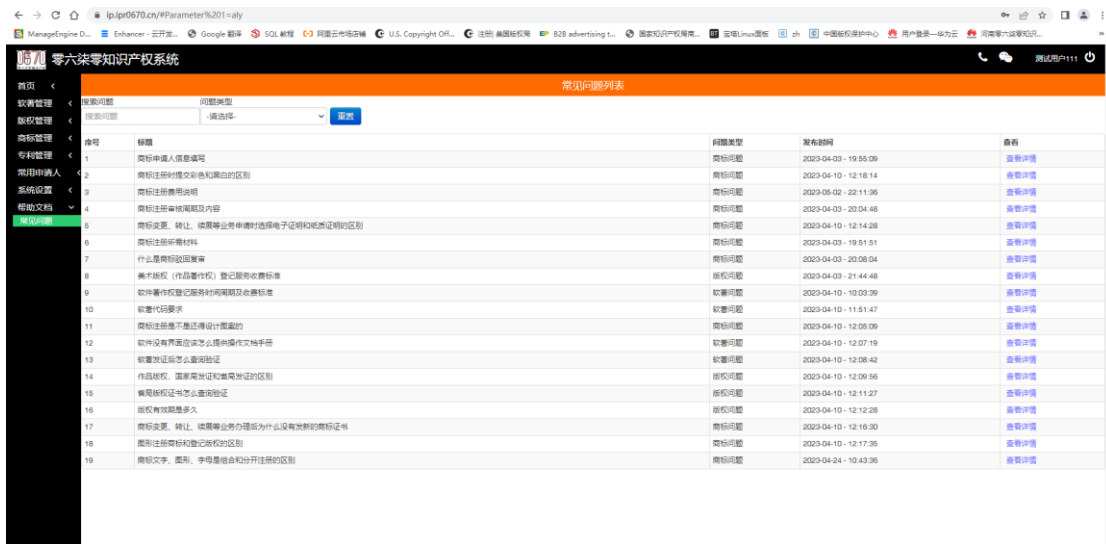 ip.ipr0670.cn/#Parameter%201=aly
ManageEngine D... Enhancer - 云开发... Google 翻译 SQL 教程 阿里云市场店铺 U.S. Copyright Off... 注册| 美国版权局 B2B advertising t... 国家知识产权局商... 宝塔Linux面板 zh 中国版权保护中心 用户登录—华为云 河南零六柒零知识...
0670 零六柒零知识产权系统 测试用户111
首页
软著管理
版权管理
商标管理
专利管理
常用申请人
系统设置
帮助文档
常见问题
常见问题列表
搜索问题 问题类型
搜索问题 -请选择- 重置
序号 标题 问题类型 发布时间 查看
1 商标申请人信息填写 商标问题 2023-04-03 - 19:55:09 查看详情
2 商标注册时提交彩色和黑白的区别 商标问题 2023-04-10 - 12:18:14 查看详情
3 商标注册费用说明 商标问题 2023-05-02 - 22:11:36 查看详情
4 商标注册审核周期及内容 商标问题 2023-04-03 - 20:04:48 查看详情
5 商标变更、转让、续展等业务申请时选择电子证明和纸质证明的区别 商标问题 2023-04-10 - 12:14:28 查看详情
6 商标注册所需材料 商标问题 2023-04-03 - 19:51:51 查看详情
7 什么是商标驳回复审 商标问题 2023-04-03 - 20:08:04 查看详情
8 美术版权（作品著作权）登记服务收费标准 版权问题 2023-04-03 - 21:44:48 查看详情
9 软件著作权登记服务时间周期及收费标准 软著问题 2023-04-10 - 10:03:39 查看详情
10 软著代码要求 软著问题 2023-04-10 - 11:51:47 查看详情
11 商标注册是不是还得设计图案的 商标问题 2023-04-10 - 12:05:09 查看详情
12 软件没有界面应该怎么提供操作文档手册 软著问题 2023-04-10 - 12:07:19 查看详情
13 软著发证后怎么查询验证 软著问题 2023-04-10 - 12:08:42 查看详情
14 作品版权，国家局发证和省局发证的区别 版权问题 2023-04-10 - 12:09:56 查看详情
15 省局版权证书怎么查询验证 版权问题 2023-04-10 - 12:11:27 查看详情
16 版权有效期是多久 版权问题 2023-04-10 - 12:12:28 查看详情
17 商标变更、转让、续展等业务办理后为什么没有发新的商标证书 商标问题 2023-04-10 - 12:16:30 查看详情
18 图形注册商标和登记版权的区别 商标问题 2023-04-10 - 12:17:35 查看详情
19 商标文字、图形、字母是组合和分开注册的区别 商标问题 2023-04-24 - 10:43:36 查看详情